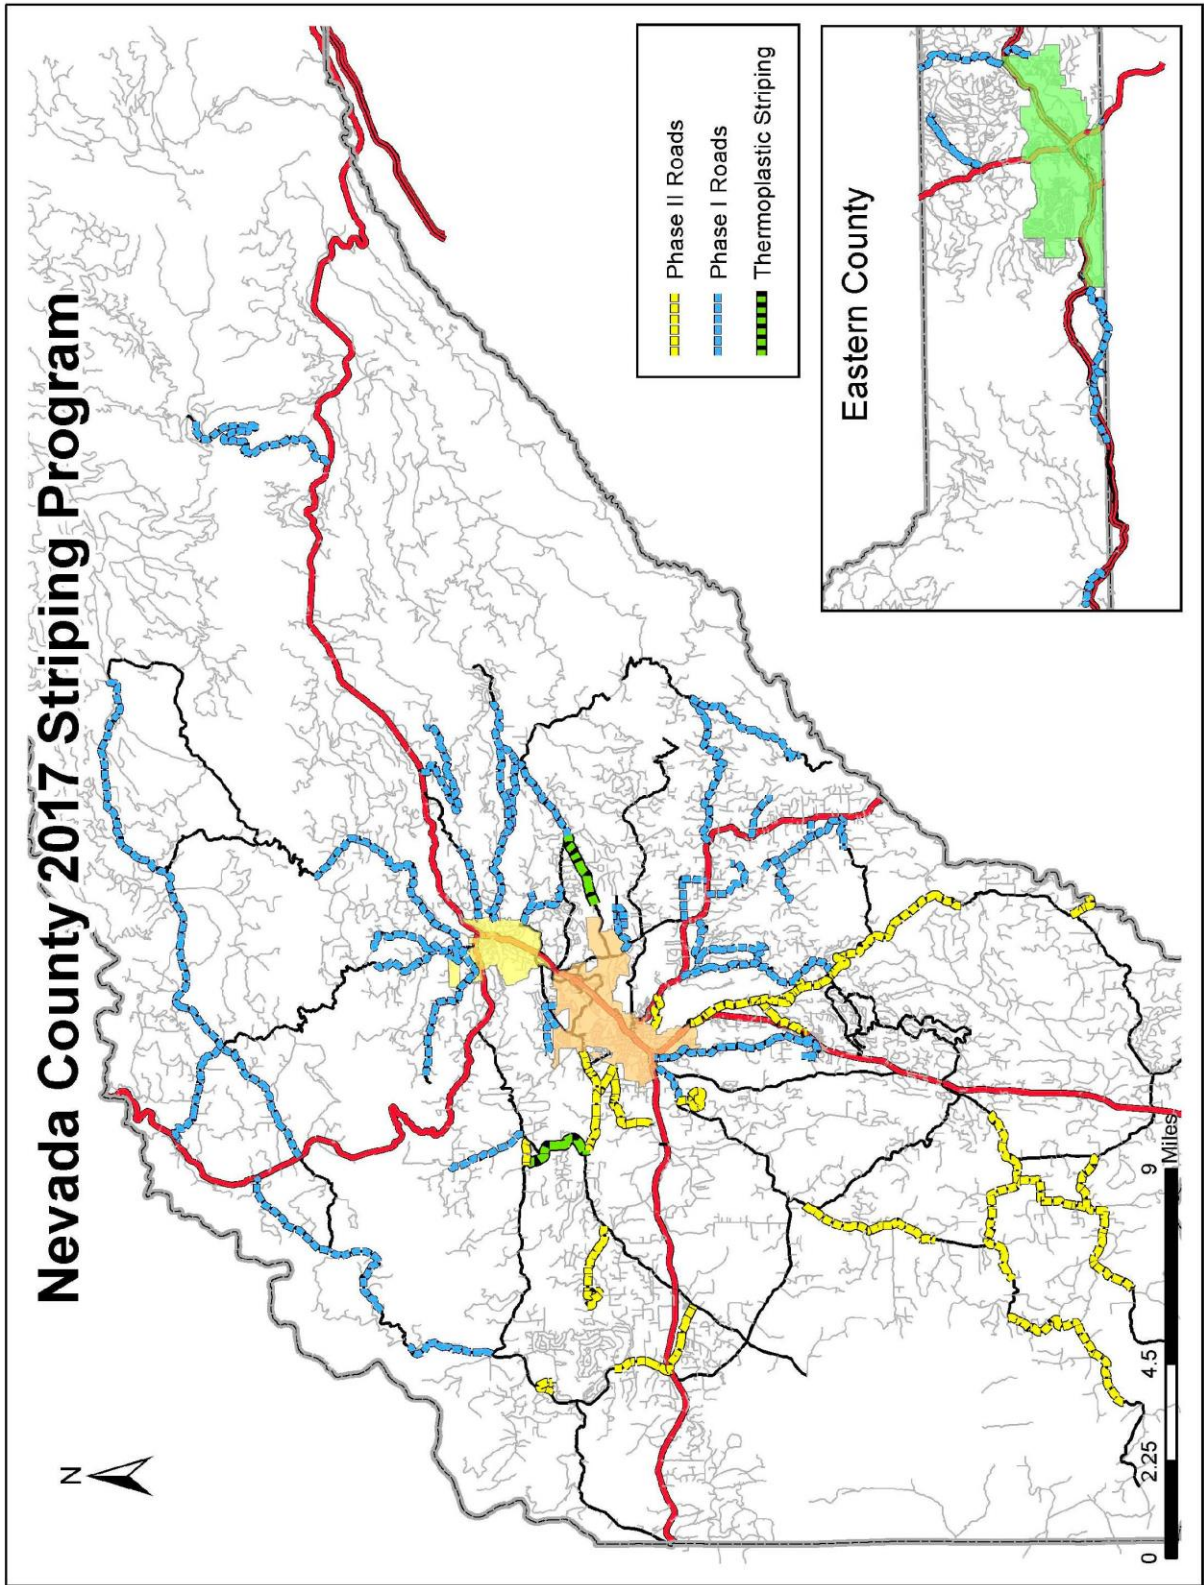 Nevada County 2017 Striping Program
N
Phase II Roads
Phase I Roads
Thermoplastic Striping
Eastern County
0 2.25 4.5 9
Miles